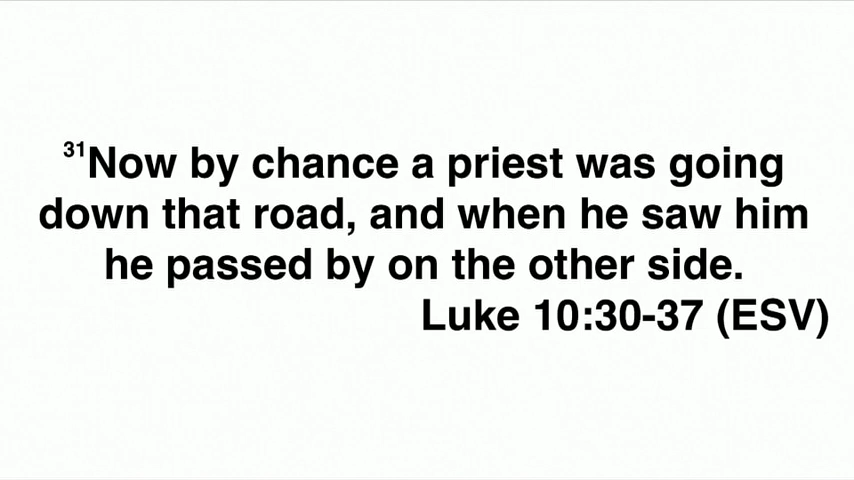 31Now by chance a priest was going
down that road, and when he saw him
he passed by on the other side.
Luke 10:30-37 (ESV)